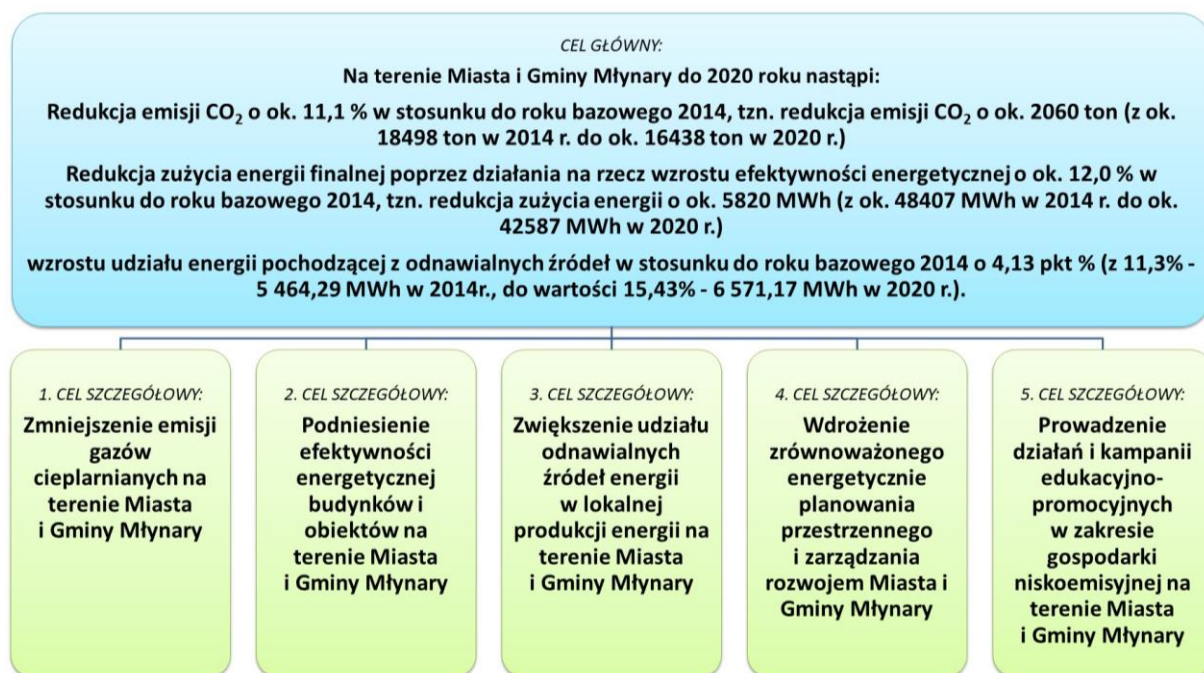 CEL GŁÓWNY:
Na terenie Miasta i Gminy Młynary do 2020 roku nastąpi:
Redukcja emisji CO₂ o ok. 11,1 % w stosunku do roku bazowego 2014, tzn. redukcja emisji CO₂ o ok. 2060 ton (z ok.
18498 ton w 2014 r. do ok. 16438 ton w 2020 r.)
Redukcja zużycia energii finalnej poprzez działania na rzecz wzrostu efektywności energetycznej o ok. 12,0 % w
stosunku do roku bazowego 2014, tzn. redukcja zużycia energii o ok. 5820 MWh (z ok. 48407 MWh w 2014 r. do ok.
42587 MWh w 2020 r.)
wzrostu udziału energii pochodzącej z odnawialnych źródeł w stosunku do roku bazowego 2014 o 4,13 pkt % (z 11,3% -
5 464,29 MWh w 2014r., do wartości 15,43% - 6 571,17 MWh w 2020 r.).
1. CEL SZCZEGÓŁOWY:
Zmniejszenie emisji
gazów
cieplarnianych na
terenie Miasta
i Gminy Młynary
2. CEL SZCZEGÓŁOWY:
Podniesienie
efektywności
energetycznej
budynków i
obiektów na
terenie Miasta
i Gminy Młynary
3. CEL SZCZEGÓŁOWY:
Zwiększenie udziału
odnawialnych
źródeł energii
w lokalnej
produkcji energii na
terenie Miasta
i Gminy Młynary
4. CEL SZCZEGÓŁOWY:
Wdrożenie
zrównoważonego
energetycznie
planowania
przestrzennego
i zarządzania
rozwojem Miasta i
Gminy Młynary
5. CEL SZCZEGÓŁOWY:
Prowadzenie
działań i kampanii
edukacyjno-
promocyjnych
w zakresie
gospodarki
niskoemisyjnej na
terenie Miasta
i Gminy Młynary